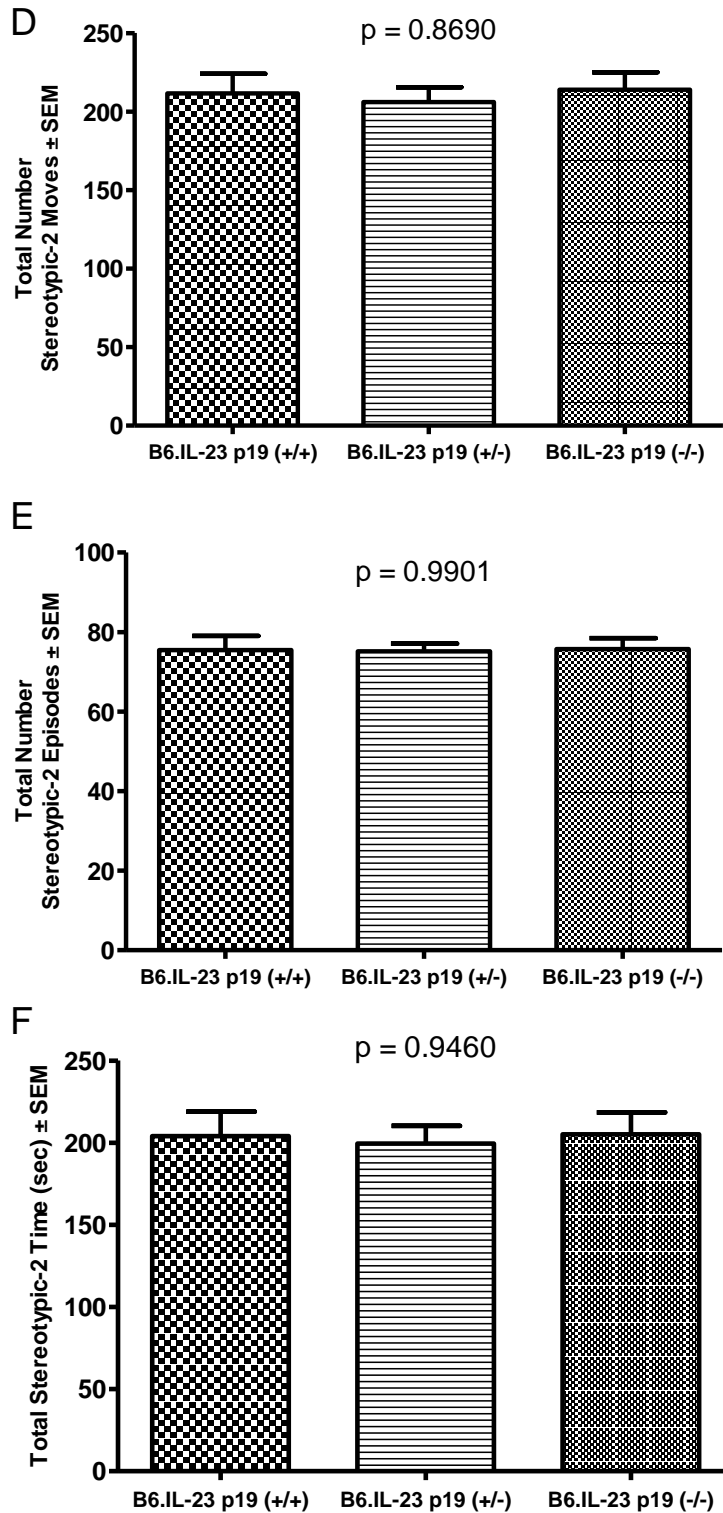 D
p = 0.8690
250
200
150
100
50
0
Total Number
Stereotypic-2 Moves ± SEM
B6.IL-23 p19 (+/+)
B6.IL-23 p19 (+/-)
B6.IL-23 p19 (-/-)
E
p = 0.9901
100
80
60
40
20
0
Total Number
Stereotypic-2 Episodes ± SEM
B6.IL-23 p19 (+/+)
B6.IL-23 p19 (+/-)
B6.IL-23 p19 (-/-)
F
p = 0.9460
250
200
150
100
50
0
Total Stereotypic-2 Time (sec) ± SEM
B6.IL-23 p19 (+/+)
B6.IL-23 p19 (+/-)
B6.IL-23 p19 (-/-)